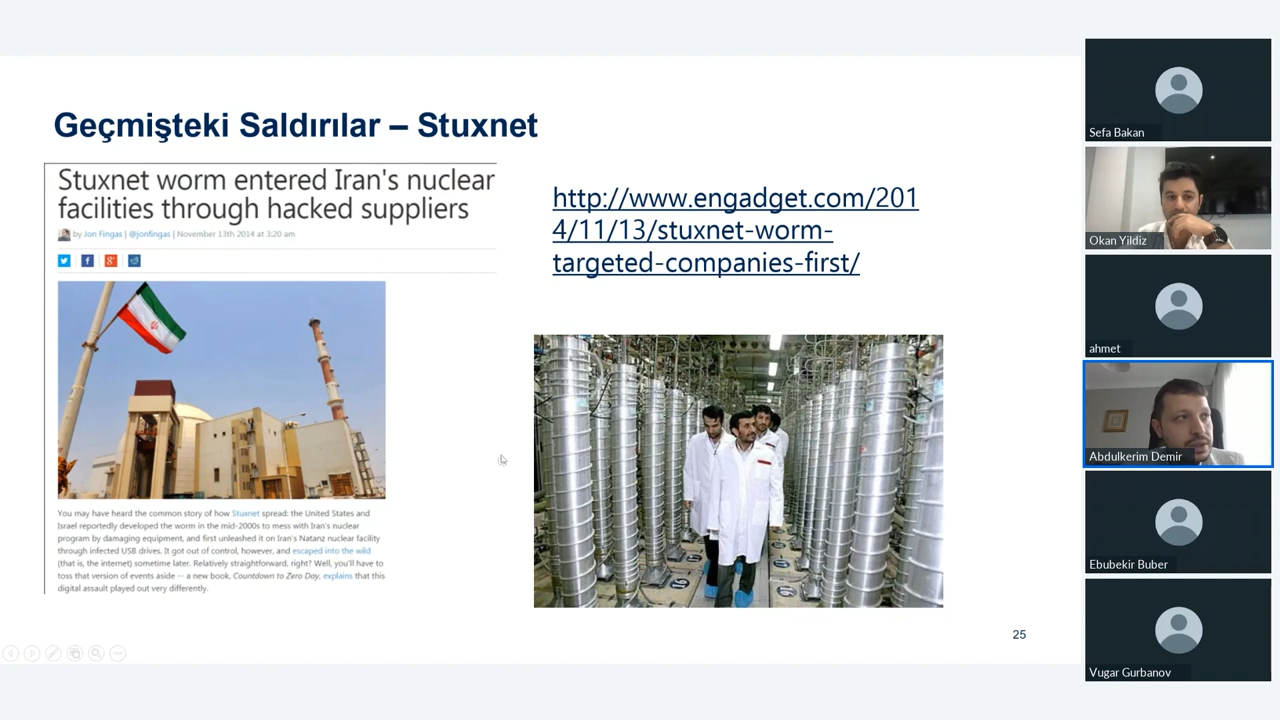 Geçmişteki Saldırılar – Stuxnet
Stuxnet worm entered Iran's nuclear
facilities through hacked suppliers
by Jon Fingas | @jonfingas | November 13th 2014 at 3:20 am
You may have heard the common story of how Stuxnet spread: the United States and
Israel reportedly developed the worm in the mid-2000s to mess with Iran's nuclear
program by damaging equipment, and first unleashed it on Iran's Natanz nuclear facility
through infected USB drives. It got out of control, however, and escaped into the wild
(that is, the internet) sometime later. Relatively straightforward, right? Well, you'll have to
toss that version of events aside -- a new book, Countdown to Zero Day, explains that this
digital assault played out very differently.
http://www.engadget.com/201
4/11/13/stuxnet-worm-
targeted-companies-first/
25
Sefa Bakan
Okan Yildiz
ahmet
Abdulkerim Demir
Ebubekir Buber
Vugar Gurbanov